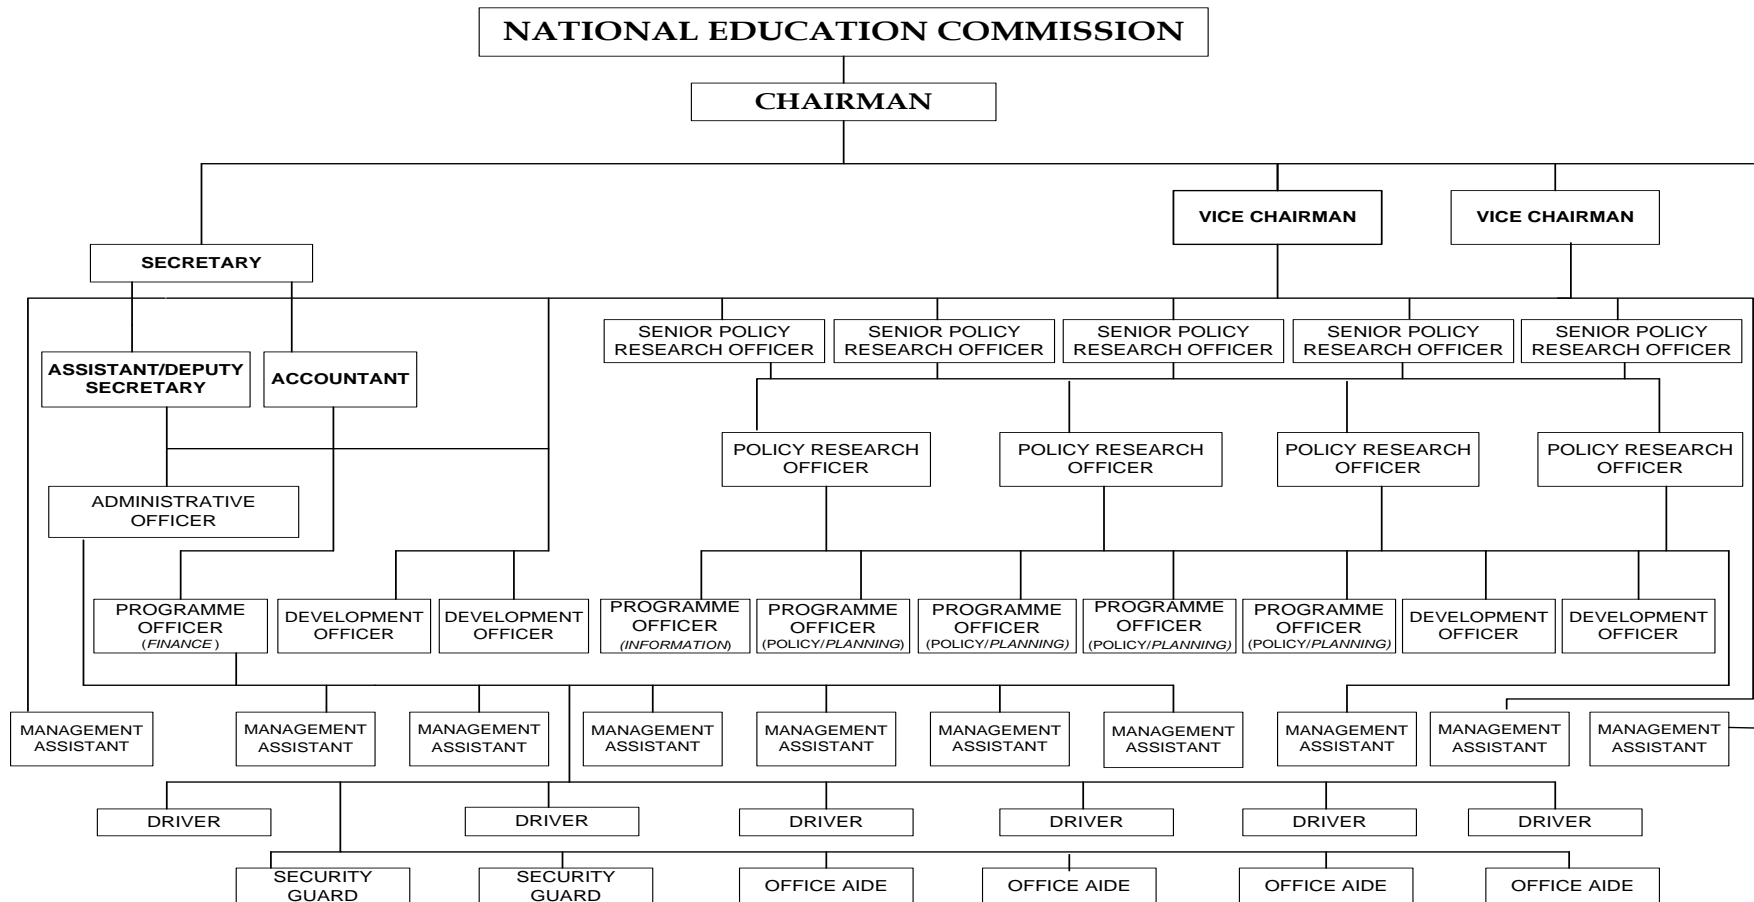 NATIONAL EDUCATION COMMISSION
CHAIRMAN
VICE CHAIRMAN
VICE CHAIRMAN
SECRETARY
SENIOR POLICY
RESEARCH OFFICER
SENIOR POLICY
RESEARCH OFFICER
SENIOR POLICY
RESEARCH OFFICER
SENIOR POLICY
RESEARCH OFFICER
SENIOR POLICY
RESEARCH OFFICER
ASSISTANT/DEPUTY
SECRETARY
ACCOUNTANT
POLICY RESEARCH
OFFICER
POLICY RESEARCH
OFFICER
POLICY RESEARCH
OFFICER
POLICY RESEARCH
OFFICER
ADMINISTRATIVE
OFFICER
PROGRAMME
OFFICER
(FINANCE )
DEVELOPMENT
OFFICER
DEVELOPMENT
OFFICER
PROGRAMME
OFFICER
(INFORMATION)
PROGRAMME
OFFICER
(POLICY/PLANNING)
PROGRAMME
OFFICER
(POLICY/PLANNING)
PROGRAMME
OFFICER
(POLICY/PLANNING)
PROGRAMME
OFFICER
(POLICY/PLANNING)
DEVELOPMENT
OFFICER
DEVELOPMENT
OFFICER
MANAGEMENT
ASSISTANT
MANAGEMENT
ASSISTANT
MANAGEMENT
ASSISTANT
MANAGEMENT
ASSISTANT
MANAGEMENT
ASSISTANT
MANAGEMENT
ASSISTANT
MANAGEMENT
ASSISTANT
MANAGEMENT
ASSISTANT
MANAGEMENT
ASSISTANT
MANAGEMENT
ASSISTANT
DRIVER
DRIVER
DRIVER
DRIVER
DRIVER
DRIVER
SECURITY
GUARD
SECURITY
GUARD
OFFICE AIDE
OFFICE AIDE
OFFICE AIDE
OFFICE AIDE